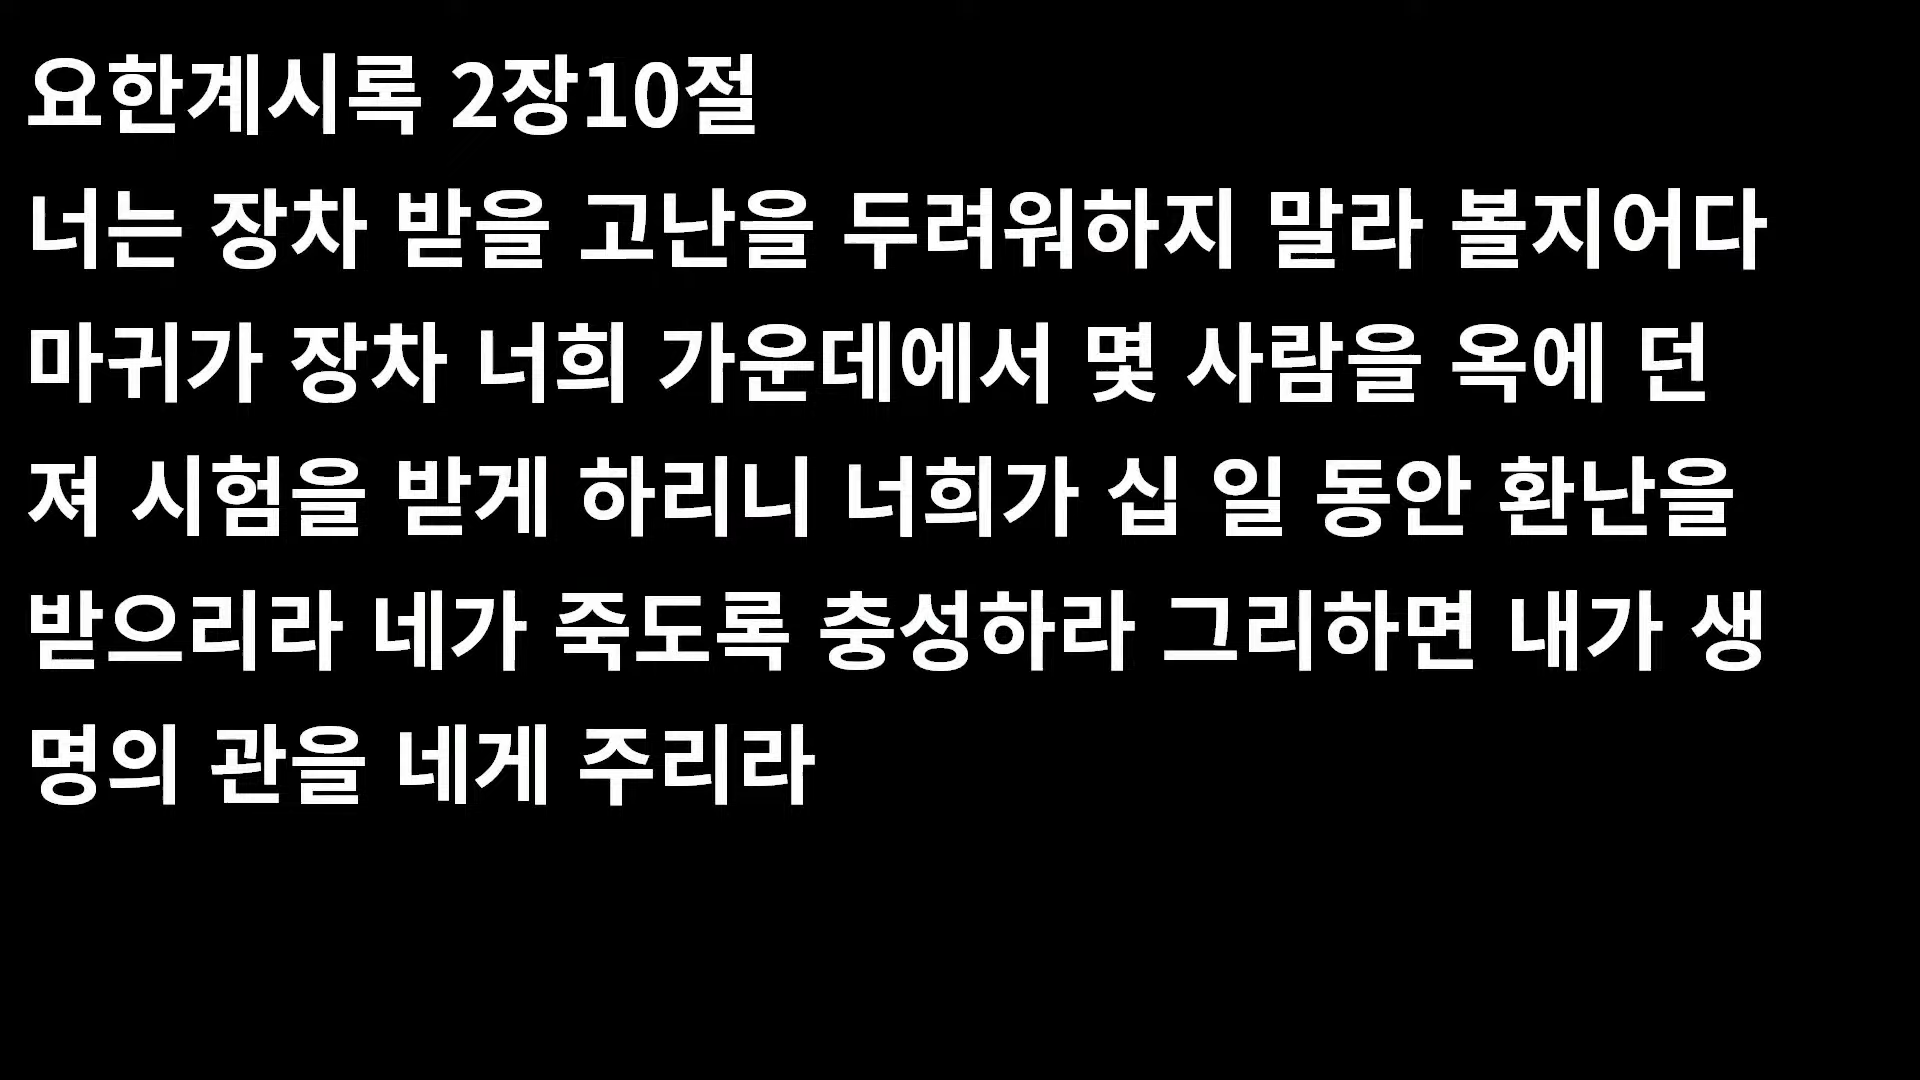 요한계시록 2장10절
너는 장차 받을 고난을 두려워하지 말라 볼지어다
마귀가 장차 너희 가운데에서 몇 사람을 옥에 던
져 시험을 받게 하리니 너희가 십 일 동안 환난을
받으리라 네가 죽도록 충성하라 그리하면 내가 생
명의 관을 네게 주리라